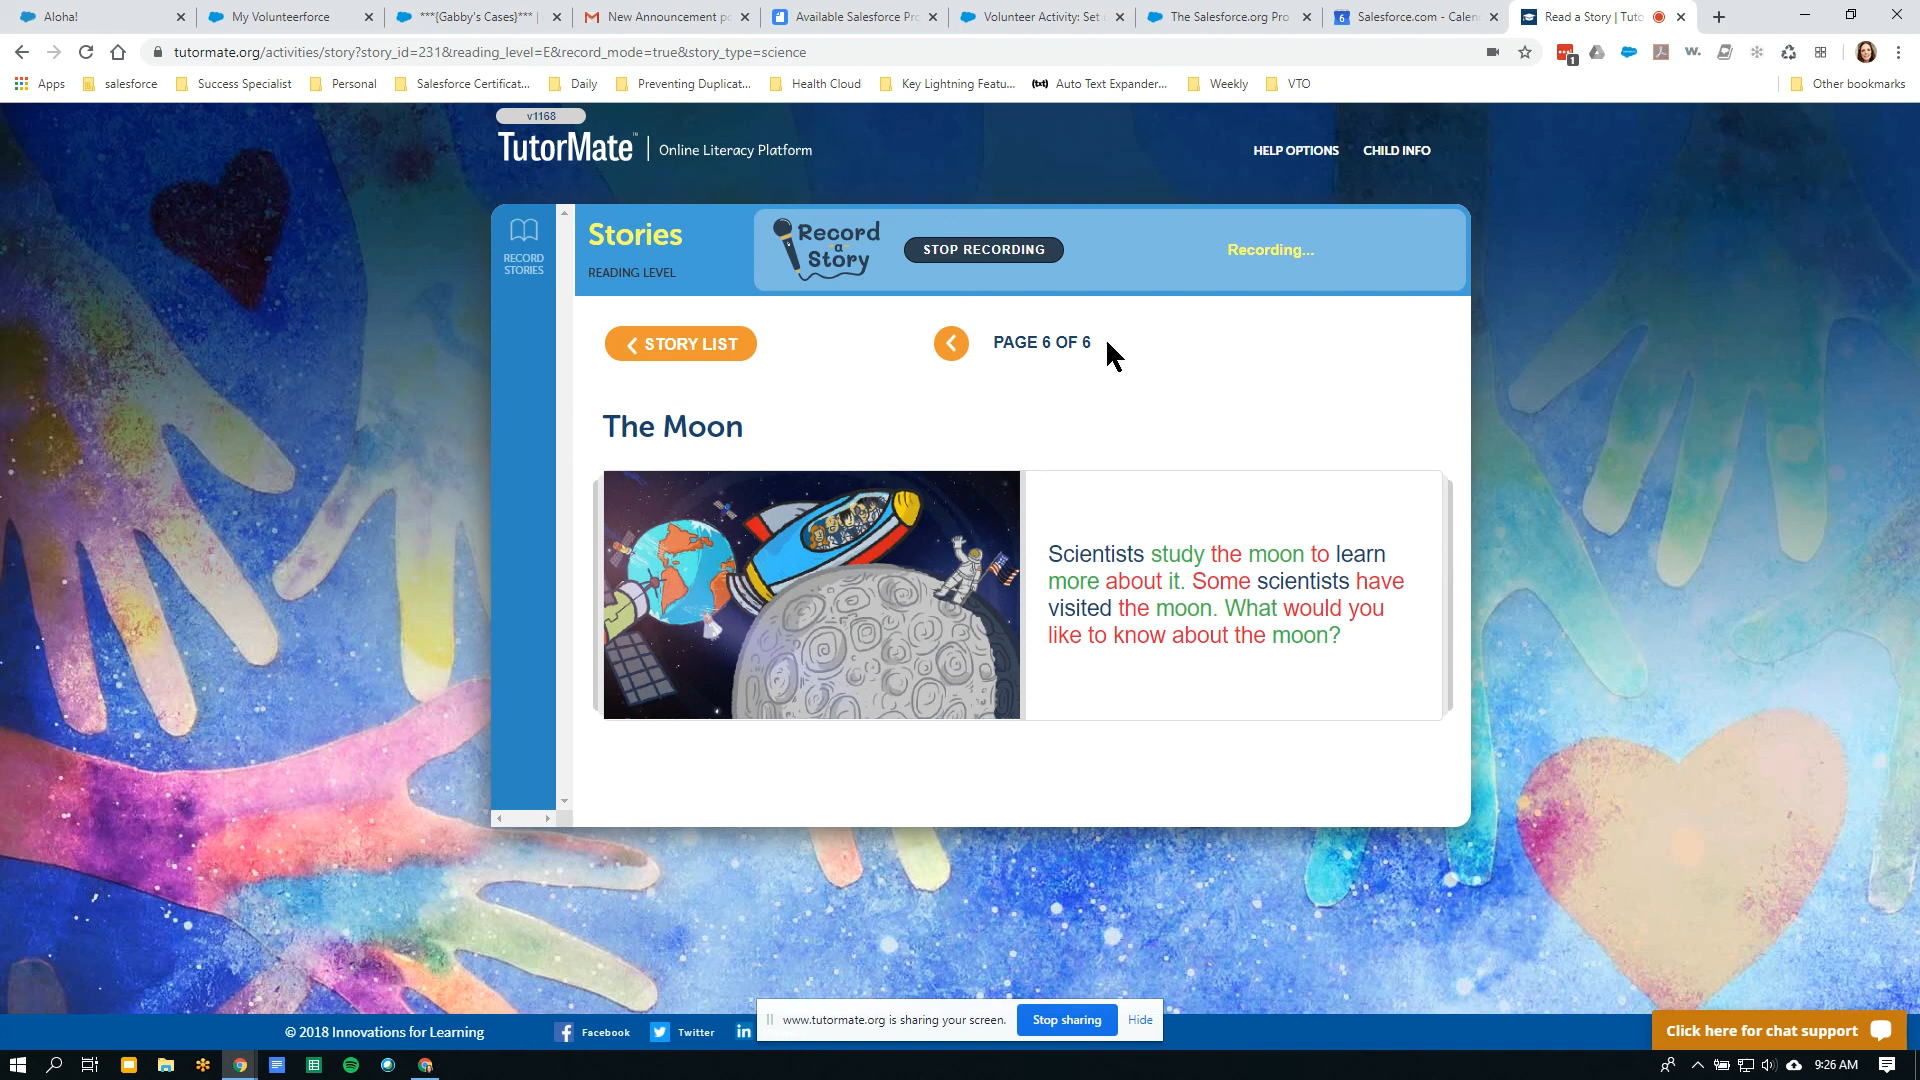 Aloha!
My Volunteerforce
***{Gabby's Cases}***
New Announcement po
Available Salesforce Pro
Volunteer Activity: Set
The Salesforce.org Pro
Salesforce.com - Calen
Read a Story | Tuto
tutormate.org/activities/story?story_id=231&reading_level=E&record_mode=true&story_type=science
1
Apps
salesforce
Success Specialist
Personal
Salesforce Certificat...
Daily
Preventing Duplicat...
Health Cloud
Key Lightning Featu...
Auto Text Expander...
Weekly
VTO
Other bookmarks
v1168
TutorMate™ | Online Literacy Platform
HELP OPTIONS
CHILD INFO
RECORD
STORIES
Stories
READING LEVEL
Record
a
Story
STOP RECORDING
Recording...
STORY LIST
PAGE 6 OF 6
The Moon
Scientists study the moon to learn
more about it. Some scientists have
visited the moon. What would you
like to know about the moon?
© 2018 Innovations for Learning
Facebook
Twitter
in
www.tutormate.org is sharing your screen.
Stop sharing
Hide
Click here for chat support
9:26 AM